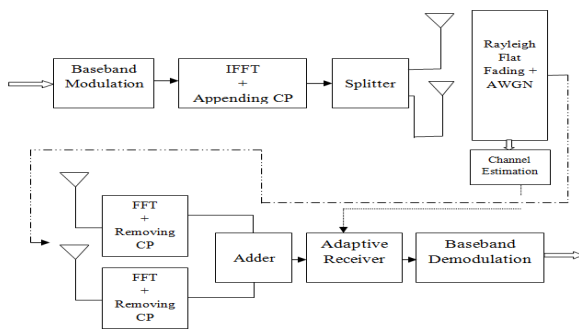 Baseband
Modulation
IFFT
+
Appending CP
Splitter
Rayleigh
Flat
Fading +
AWGN
Channel
Estimation
FFT
+
Removing
CP
FFT
+
Removing
CP
Adder
Adaptive
Receiver
Baseband
Demodulation